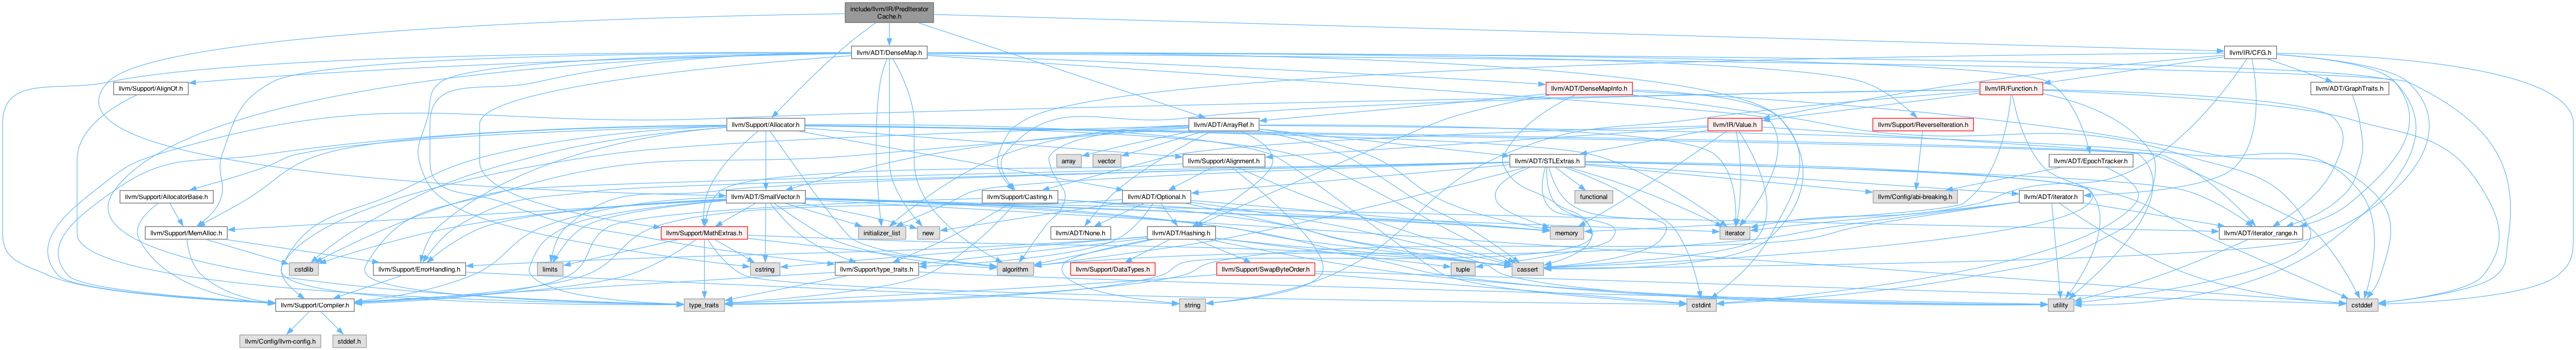 include/llvm/IR/PredIterator
Cache.h
llvm/ADT/DenseMap.h
llvm/IR/CFG.h
llvm/Support/AlignOf.h
llvm/ADT/DenseMapInfo.h
llvm/IR/Function.h
llvm/ADT/GraphTraits.h
llvm/Support/Allocator.h
llvm/ADT/ArrayRef.h
llvm/IR/Value.h
llvm/Support/ReverseIteration.h
array
vector
llvm/Support/Alignment.h
llvm/ADT/STLExtras.h
llvm/ADT/EpochTracker.h
llvm/Support/AllocatorBase.h
llvm/ADT/SmallVector.h
llvm/Support/Casting.h
llvm/ADT/Optional.h
functional
llvm/Config/abi-breaking.h
llvm/ADT/iterator.h
llvm/Support/MemAlloc.h
llvm/Support/MathExtras.h
initializer_list
new
llvm/ADT/None.h
llvm/ADT/Hashing.h
memory
iterator
llvm/ADT/iterator_range.h
cstdlib
llvm/Support/ErrorHandling.h
limits
cstring
llvm/Support/type_traits.h
algorithm
llvm/Support/DataTypes.h
llvm/Support/SwapByteOrder.h
tuple
cassert
llvm/Support/Compiler.h
type_traits
string
cstdint
utility
cstddef
llvm/Config/llvm-config.h
stddef.h